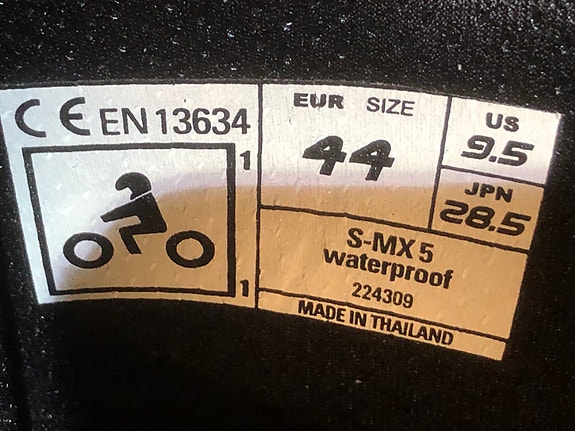 CE EN 13634
1
1
EUR SIZE
44
US
9.5
JPN
28.5
S-MX 5
waterproof
224309
MADE IN THAILAND